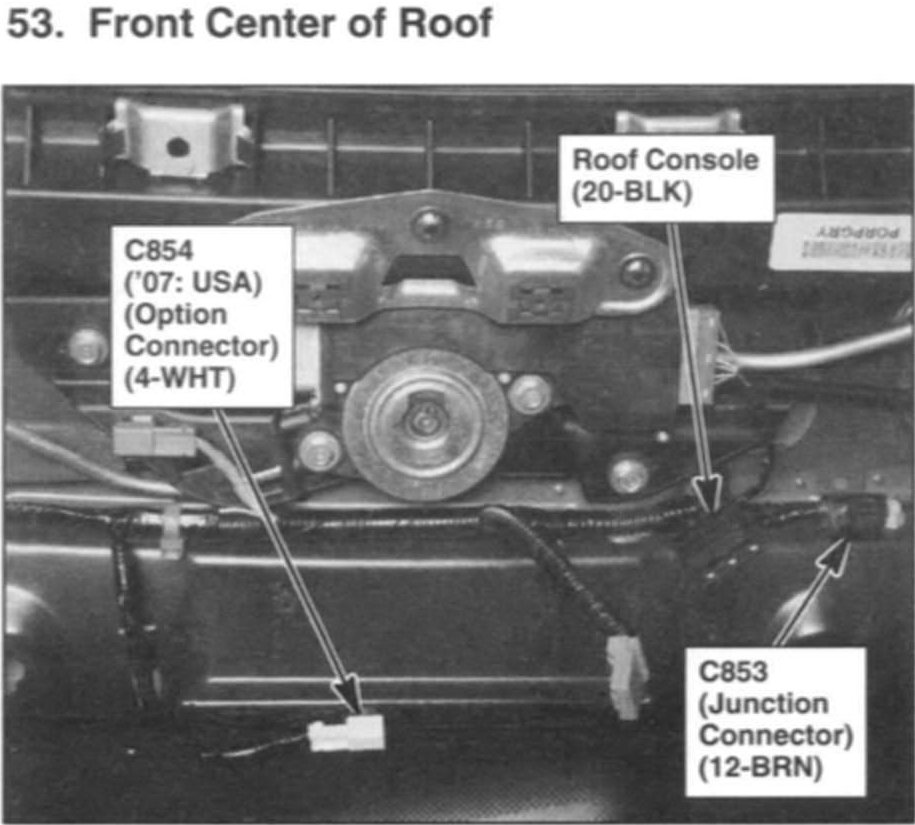 53. Front Center of Roof
Roof Console
(20-BLK)
C854
('07: USA)
(Option
Connector)
(4-WHT)
C853
(Junction
Connector)
(12-BRN)